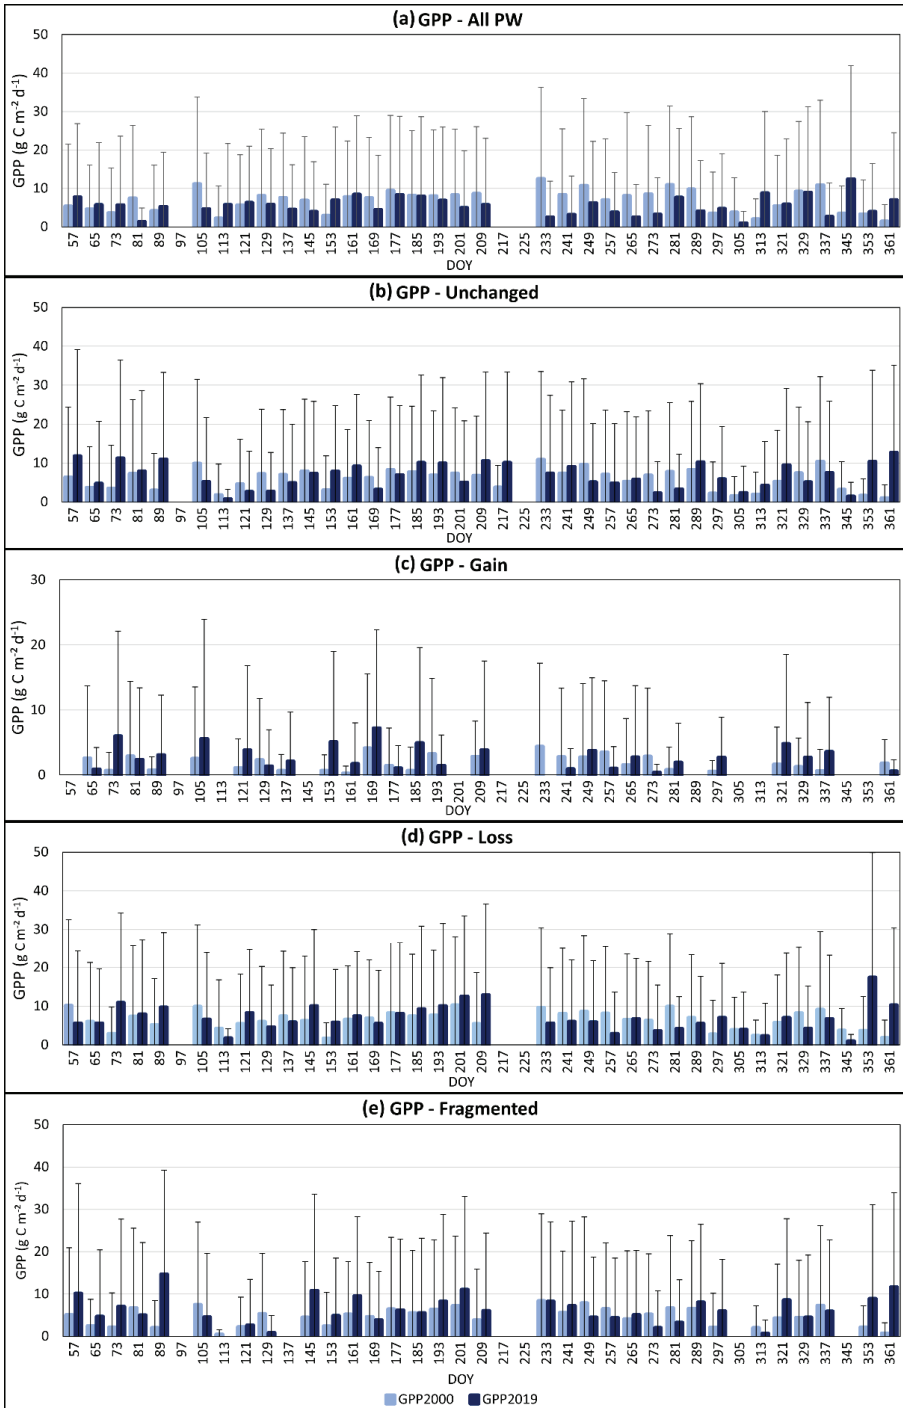 (a) GPP - All PW
GPP (g C m⁻² d⁻¹)
50
40
30
20
10
0
57 65 73 81 89 97 105 113 121 129 137 145 153 161 169 177 185 193 201 209 217 225 233 241 249 257 265 273 281 289 297 305 313 321 329 337 345 353 361
DOY
(b) GPP - Unchanged
GPP (g C m⁻² d⁻¹)
50
40
30
20
10
0
57 65 73 81 89 97 105 113 121 129 137 145 153 161 169 177 185 193 201 209 217 225 233 241 249 257 265 273 281 289 297 305 313 321 329 337 345 353 361
DOY
(c) GPP - Gain
GPP (g C m⁻² d⁻¹)
30
20
10
0
57 65 73 81 89 97 105 113 121 129 137 145 153 161 169 177 185 193 201 209 217 225 233 241 249 257 265 273 281 289 297 305 313 321 329 337 345 353 361
DOY
(d) GPP - Loss
GPP (g C m⁻² d⁻¹)
50
40
30
20
10
0
57 65 73 81 89 97 105 113 121 129 137 145 153 161 169 177 185 193 201 209 217 225 233 241 249 257 265 273 281 289 297 305 313 321 329 337 345 353 361
DOY
(e) GPP - Fragmented
GPP (g C m⁻² d⁻¹)
50
40
30
20
10
0
57 65 73 81 89 97 105 113 121 129 137 145 153 161 169 177 185 193 201 209 217 225 233 241 249 257 265 273 281 289 297 305 313 321 329 337 345 353 361
DOY
GPP2000 GPP2019